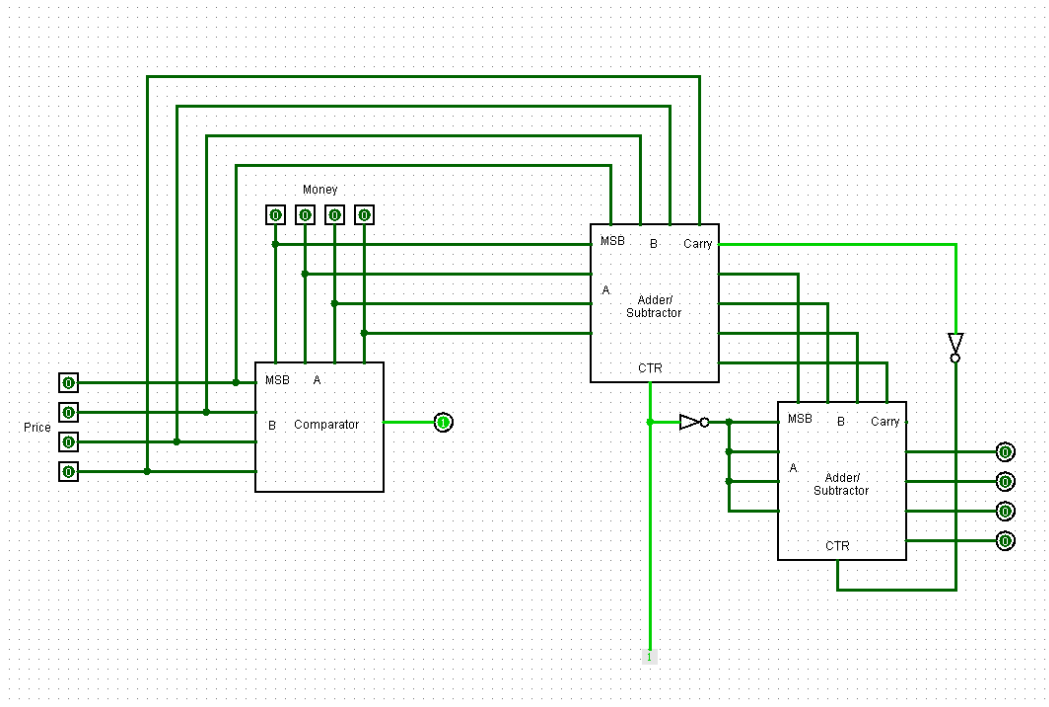 Money
0 0 0 0
MSB B Carry
A
Adder/
Subtractor
CTR
0
0
Price
0
0
MSB A
B Comparator
1
MSB B Carry
A
Adder/
Subtractor
CTR
0
0
0
0
1